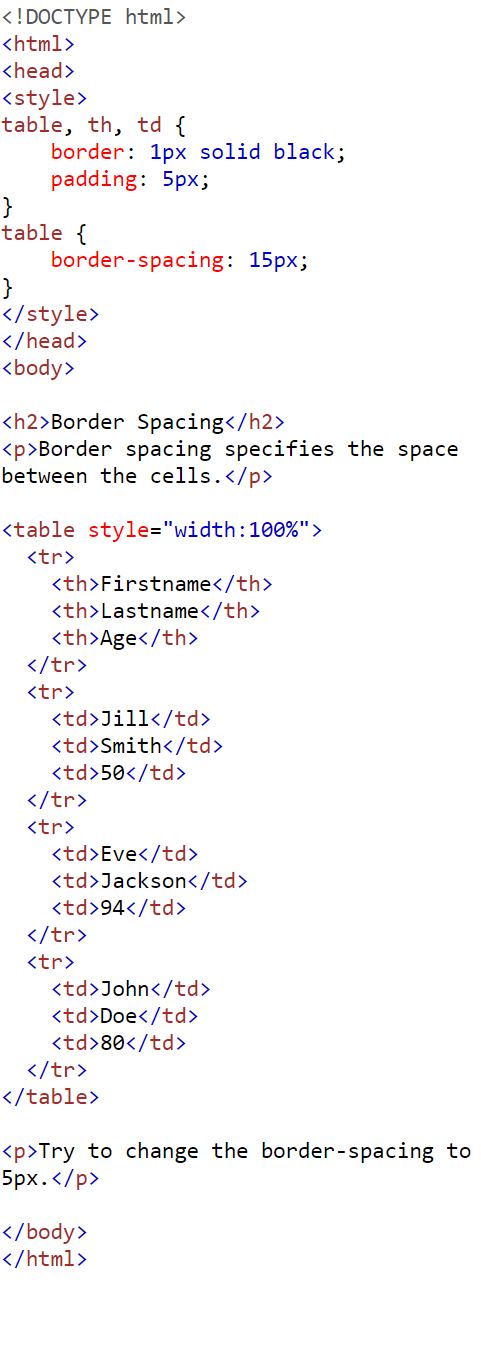 <!DOCTYPE html>
<html>
<head>
<style>
table, th, td {
    border: 1px solid black;
    padding: 5px;
}
table {
    border-spacing: 15px;
}
</style>
</head>
<body>

<h2>Border Spacing</h2>
<p>Border spacing specifies the space
between the cells.</p>

<table style="width:100%">
  <tr>
    <th>Firstname</th>
    <th>Lastname</th>
    <th>Age</th>
  </tr>
  <tr>
    <td>Jill</td>
    <td>Smith</td>
    <td>50</td>
  </tr>
  <tr>
    <td>Eve</td>
    <td>Jackson</td>
    <td>94</td>
  </tr>
  <tr>
    <td>John</td>
    <td>Doe</td>
    <td>80</td>
  </tr>
</table>

<p>Try to change the border-spacing to
5px.</p>

</body>
</html>